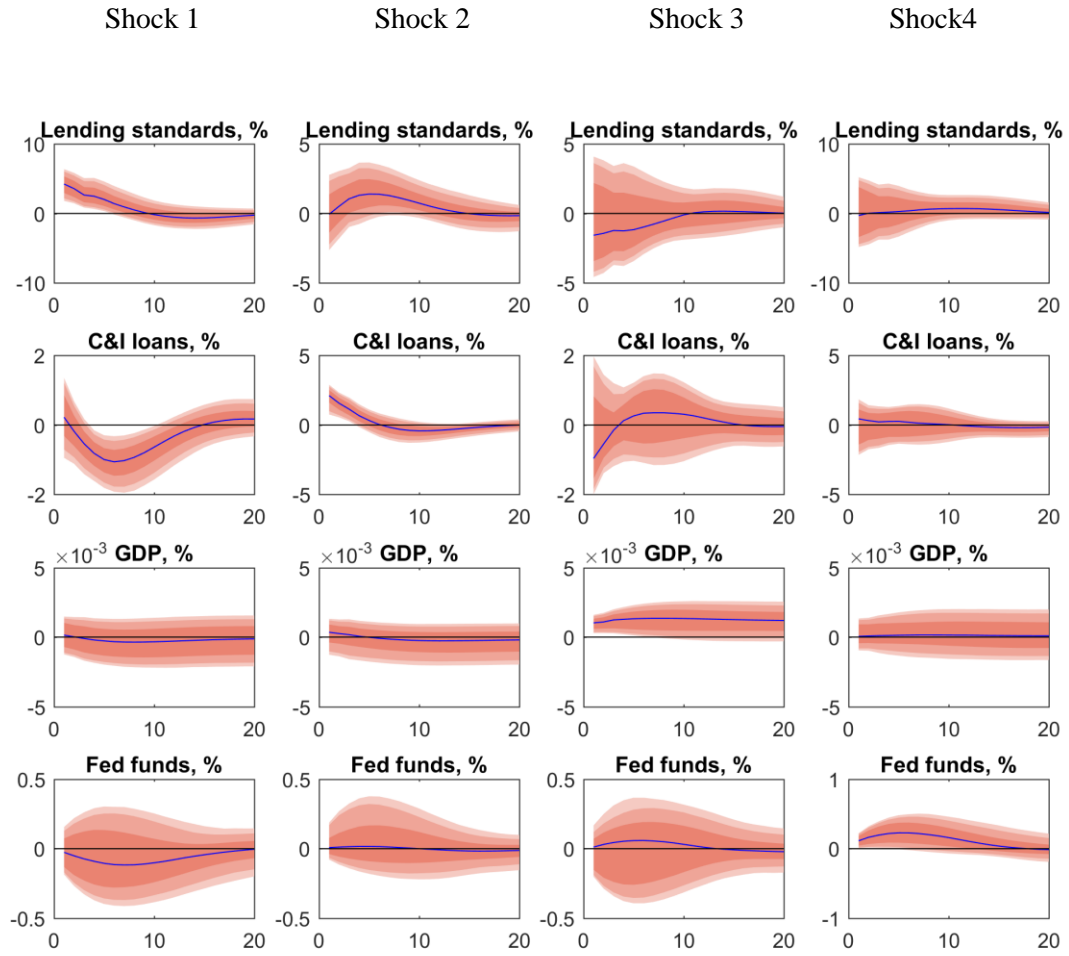 Shock 1 Shock 2 Shock 3 Shock4
Lending standards, % Lending standards, % Lending standards, % Lending standards, %
10 5 5 10
0 0 0 0
-10 -5 -5 -10
0 10 20 0 10 20 0 10 20 0 10 20
C&I loans, % C&I loans, % C&I loans, % C&I loans, %
2 5 2 5
0 0 0 0
-2 -5 -2 -5
0 10 20 0 10 20 0 10 20 0 10 20
×10⁻³ GDP, % ×10⁻³ GDP, % ×10⁻³ GDP, % ×10⁻³ GDP, %
5 5 5 5
0 0 0 0
-5 -5 -5 -5
0 10 20 0 10 20 0 10 20 0 10 20
Fed funds, % Fed funds, % Fed funds, % Fed funds, %
0.5 0.5 0.5 1
0 0 0 0
-0.5 -0.5 -0.5 -1
0 10 20 0 10 20 0 10 20 0 10 20